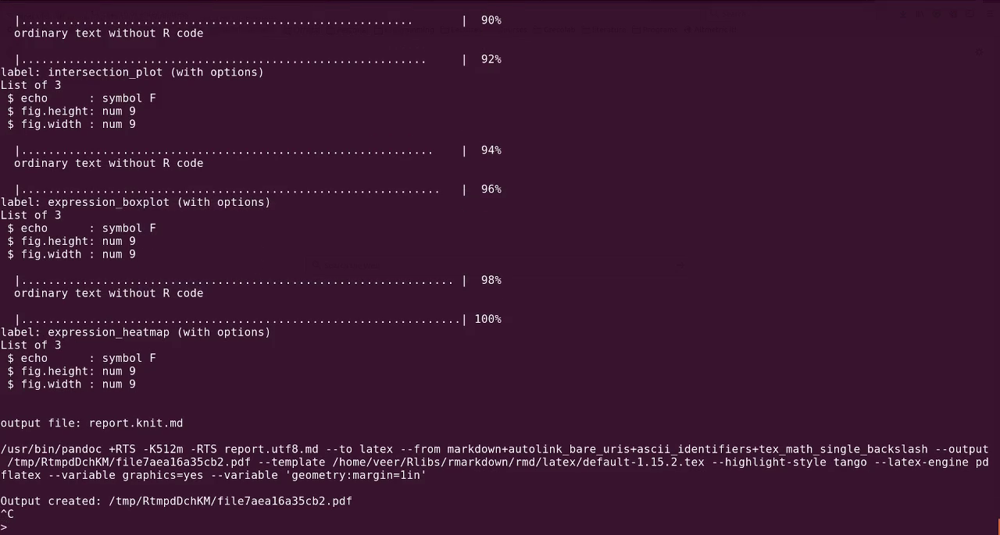 |............................................................. | 90%
ordinary text without R code
|............................................................... | 92%
label: intersection_plot (with options)
List of 3
$ echo : symbol F
$ fig.height: num 9
$ fig.width : num 9
|................................................................ | 94%
ordinary text without R code
|................................................................. | 96%
label: expression_boxplot (with options)
List of 3
$ echo : symbol F
$ fig.height: num 9
$ fig.width : num 9
|................................................................... | 98%
ordinary text without R code
|....................................................................| 100%
label: expression_heatmap (with options)
List of 3
$ echo : symbol F
$ fig.height: num 9
$ fig.width : num 9
output file: report.knit.md
/usr/bin/pandoc +RTS -K512m -RTS report.utf8.md --to latex --from markdown+autolink_bare_uris+ascii_identifiers+tex_math_single_backslash --output
/tmp/RtmpdDchKM/file7aea16a35cb2.pdf --template /home/veer/Rlibs/rmarkdown/rmd/latex/default-1.15.2.tex --highlight-style tango --latex-engine pd
flatex --variable graphics=yes --variable 'geometry:margin=1in'
Output created: /tmp/RtmpdDchKM/file7aea16a35cb2.pdf
^C
>